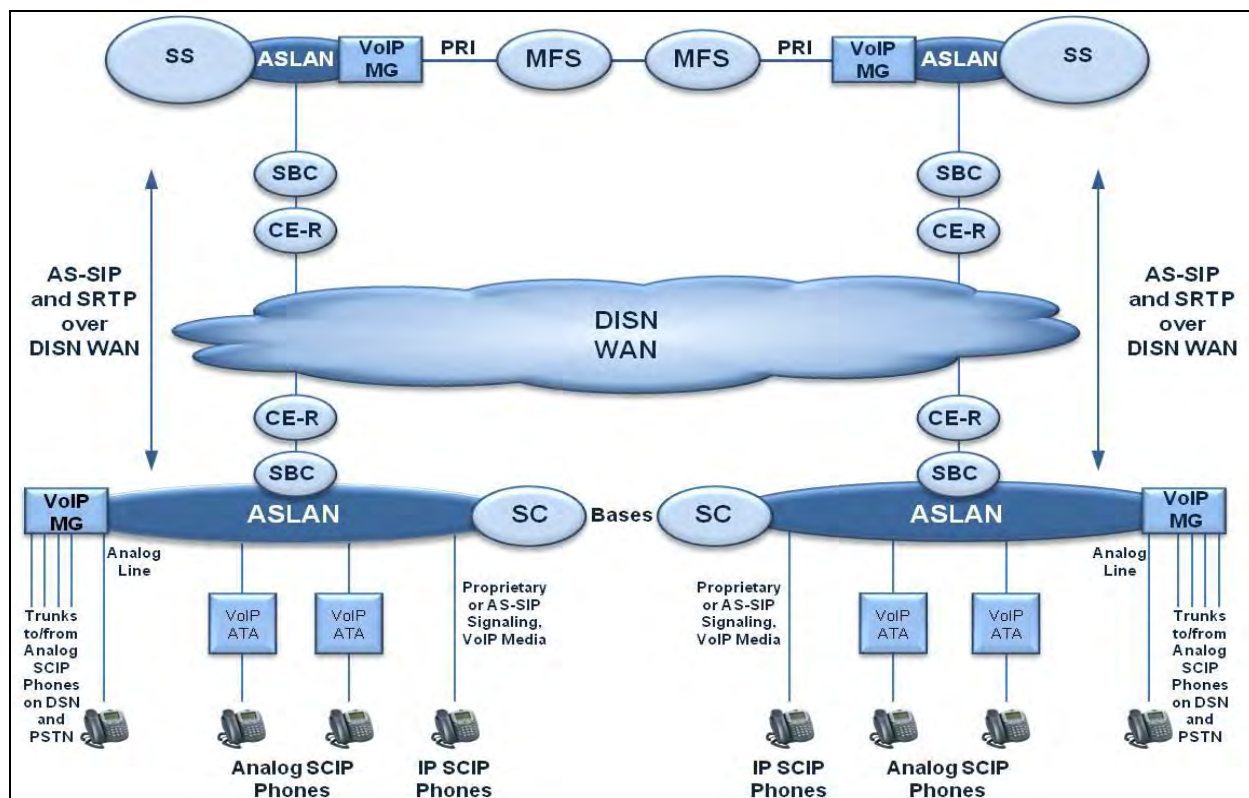 SS
ASLAN
VoIP
MG
PRI
MFS
MFS
PRI
VoIP
MG
ASLAN
SS
SBC
CE-R
SBC
CE-R
AS-SIP
and SRTP
over
DISN WAN
DISN
WAN
AS-SIP
and SRTP
over
DISN WAN
CE-R
SBC
CE-R
SBC
VoIP
MG
ASLAN
SC
Bases
SC
ASLAN
VoIP
MG
Analog
Line
Trunks
to/from
Analog
SCIP
Phones
on DSN
and
PSTN
VoIP
ATA
VoIP
ATA
Proprietary
or AS-SIP
Signaling,
VoIP Media
Proprietary
or AS-SIP
Signaling,
VoIP Media
VoIP
ATA
VoIP
ATA
Analog
Line
Trunks
to/from
Analog
SCIP
Phones
on DSN
and
PSTN
Analog SCIP
Phones
IP SCIP
Phones
IP SCIP
Phones
Analog SCIP
Phones